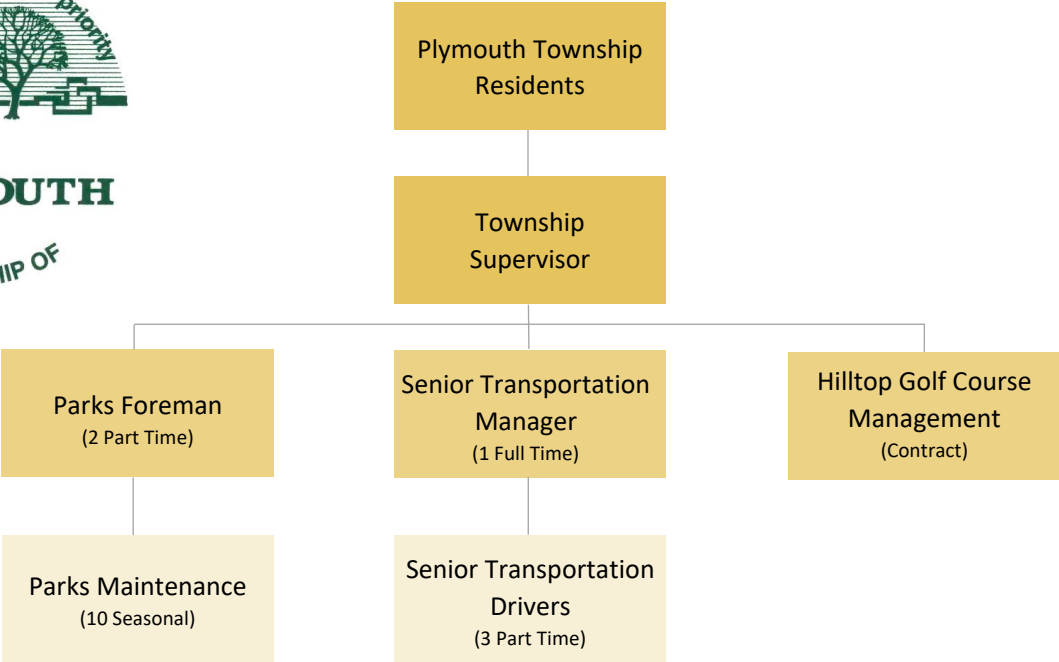 priority
Plymouth Township
Residents
OUTH
Township
Supervisor
HIP OF
Parks Foreman
(2 Part Time)
Senior Transportation
Manager
(1 Full Time)
Hilltop Golf Course
Management
(Contract)
Parks Maintenance
(10 Seasonal)
Senior Transportation
Drivers
(3 Part Time)